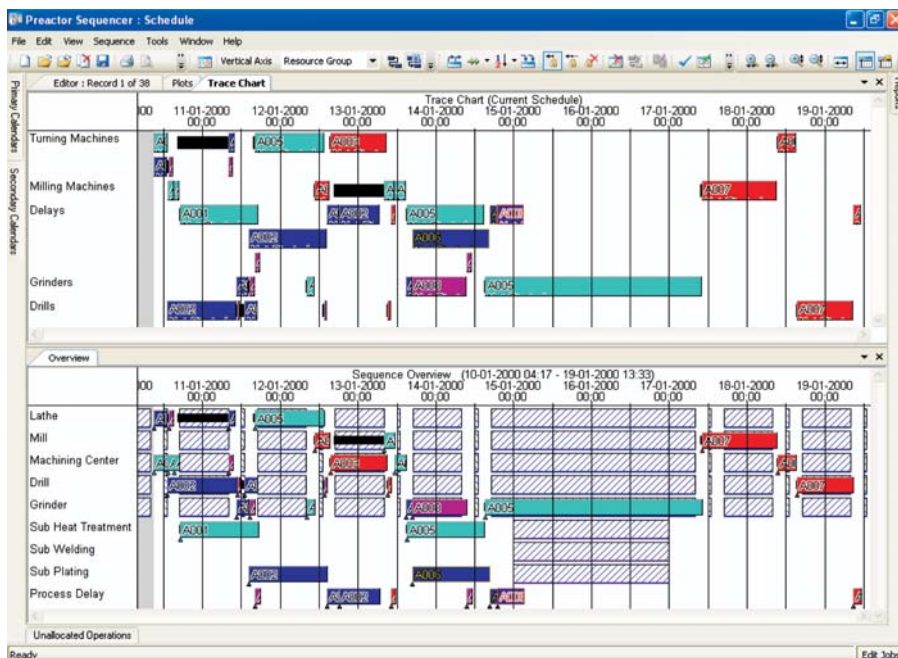 Preactor Sequencer : Schedule
File Edit View Sequence Tools Window Help
Vertical Axis Resource Group
Editor : Record 1 of 38 Plots Trace Chart
Primary Calendars
Secondary Calendars
Trace Chart (Current Schedule)
000 11-01-2000 12-01-2000 13-01-2000 14-01-2000 15-01-2000 16-01-2000 17-01-2000 18-01-2000 19-01-2000
00:00 00:00 00:00 00:00 00:00 00:00 00:00 00:00 00:00
Turning Machines A005
Milling Machines A007
Delays A001 A005
A002 A006
Grinders A005
Drills A002 A007
Overview
Sequence Overview (10-01-2000 04:17 - 19-01-2000 13:33)
000 11-01-2000 12-01-2000 13-01-2000 14-01-2000 15-01-2000 16-01-2000 17-01-2000 18-01-2000 19-01-2000
00:00 00:00 00:00 00:00 00:00 00:00 00:00 00:00 00:00
Lathe A005
Mill A007
Machining Center
Drill A002 A007
Grinder A005
Sub Heat Treatment A001 A005
Sub Welding
Sub Plating A002 A006
Process Delay
Unallocated Operations
Ready Edit Jobs